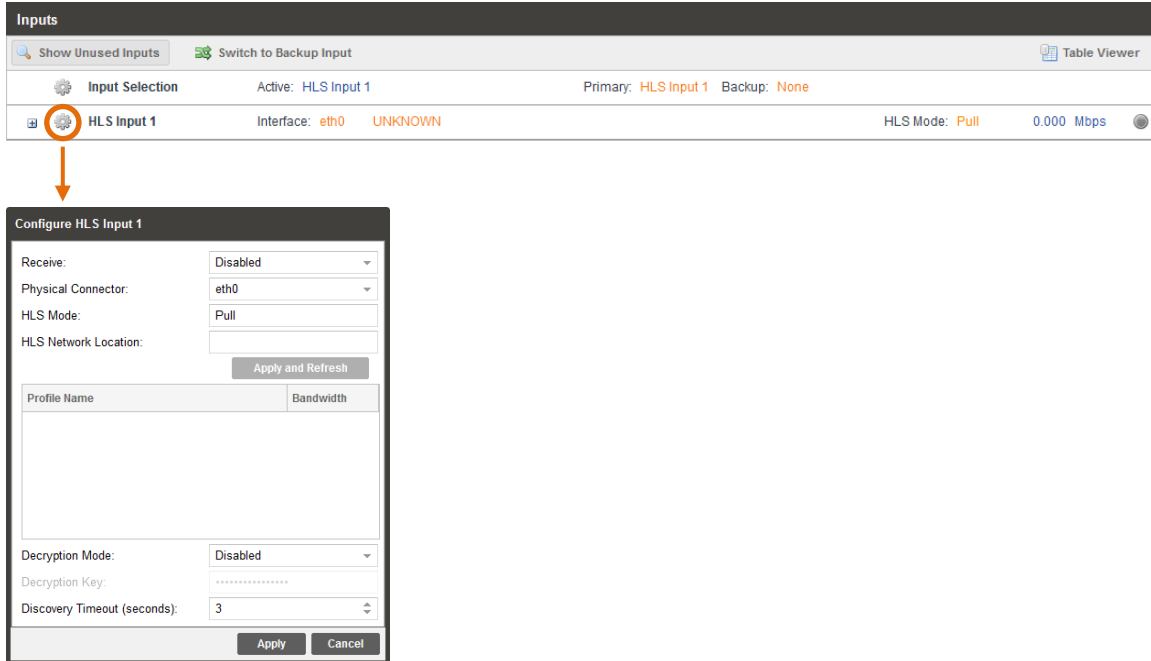 Inputs
Show Unused Inputs Switch to Backup Input Table Viewer
Input Selection Active: HLS Input 1 Primary: HLS Input 1 Backup: None
HLS Input 1 Interface: eth0 UNKNOWN HLS Mode: Pull 0.000 Mbps
Configure HLS Input 1
Receive: Disabled
Physical Connector: eth0
HLS Mode: Pull
HLS Network Location:
Apply and Refresh
Profile Name Bandwidth
Decryption Mode: Disabled
Decryption Key: ••••••••••••••••
Discovery Timeout (seconds): 3
Apply Cancel